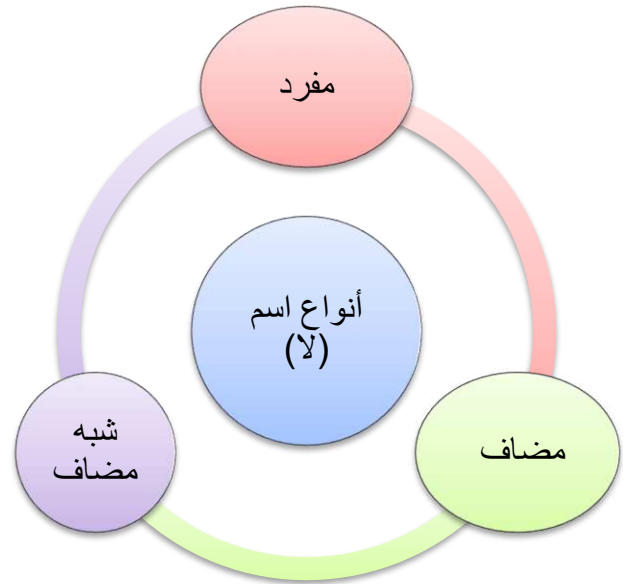 مفرد
أنواع اسم
(لا)
شبه
مضاف
مضاف